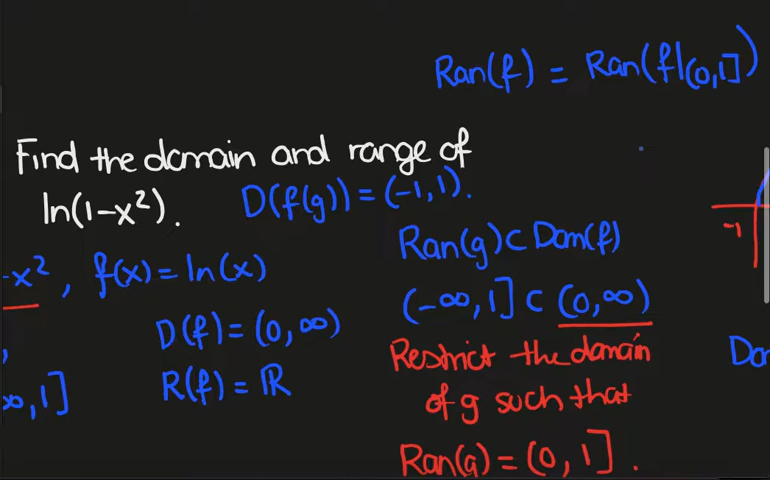 Ran(f) = Ran(f|(0,1])
Find the domain and range of
ln(1-x²).
D(f(g)) = (-1,1).
-x², f(x) = ln(x)
D(f) = (0,∞)
R(f) = ℝ
∞,1]
Ran(g) ⊂ Dom(f)
(-∞,1] ⊂ (0,∞)
Restrict the domain
of g such that
Ran(g) = (0,1].
-1
Do